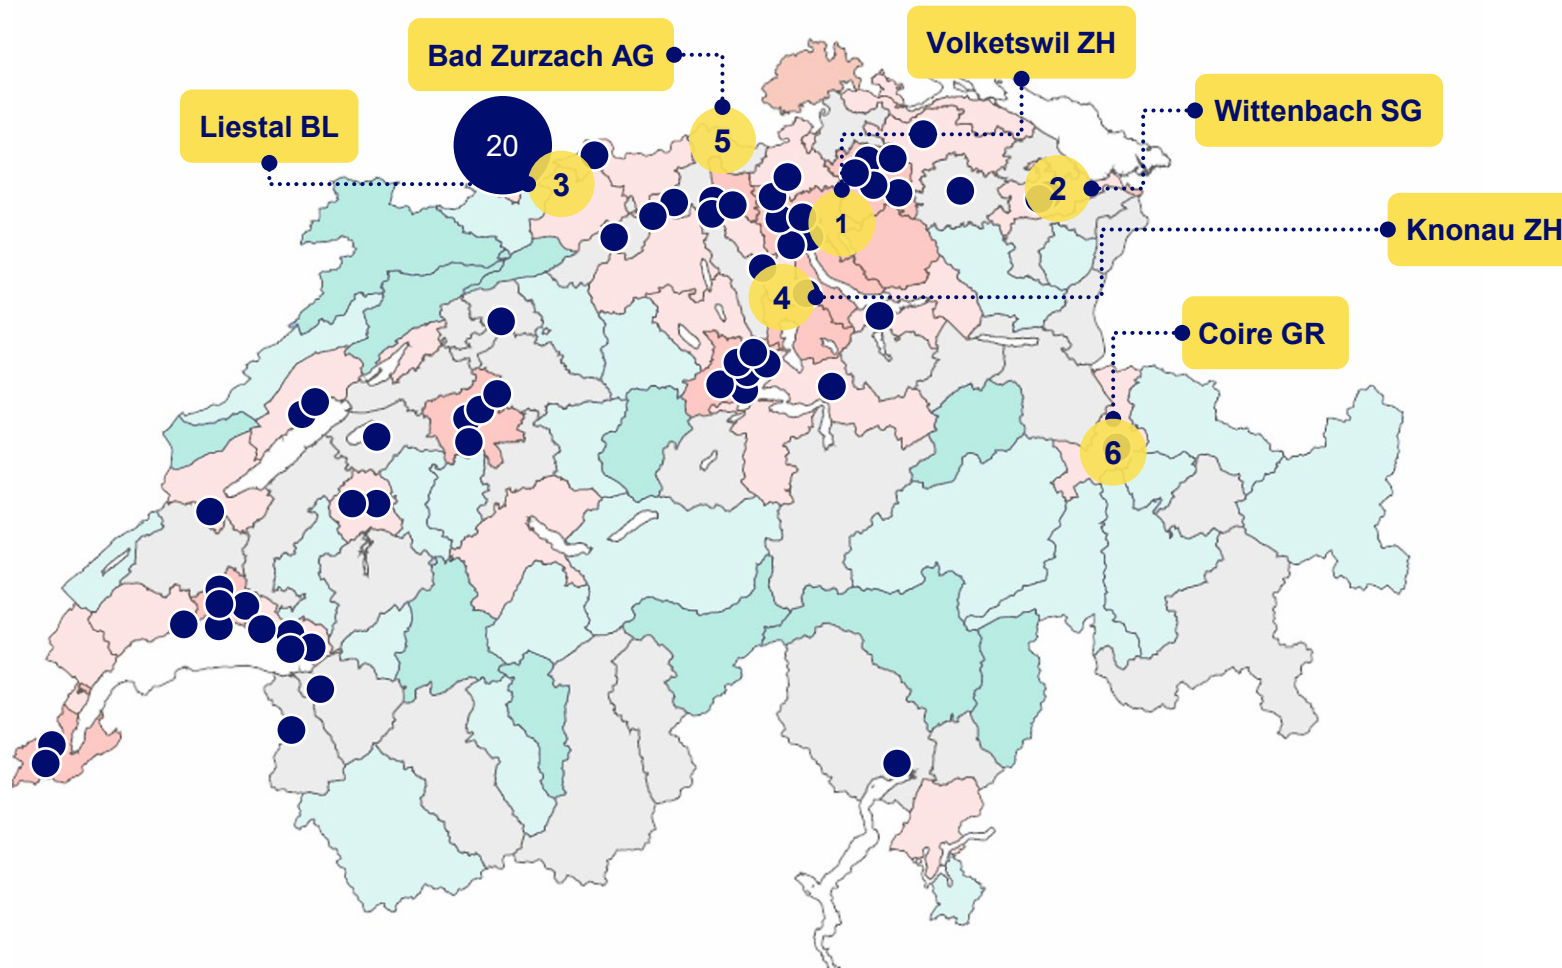 Volketswil ZH
Bad Zurzach AG
Wittenbach SG
Liestal BL
20
5
3
2
1
Knonau ZH
4
Coire GR
6